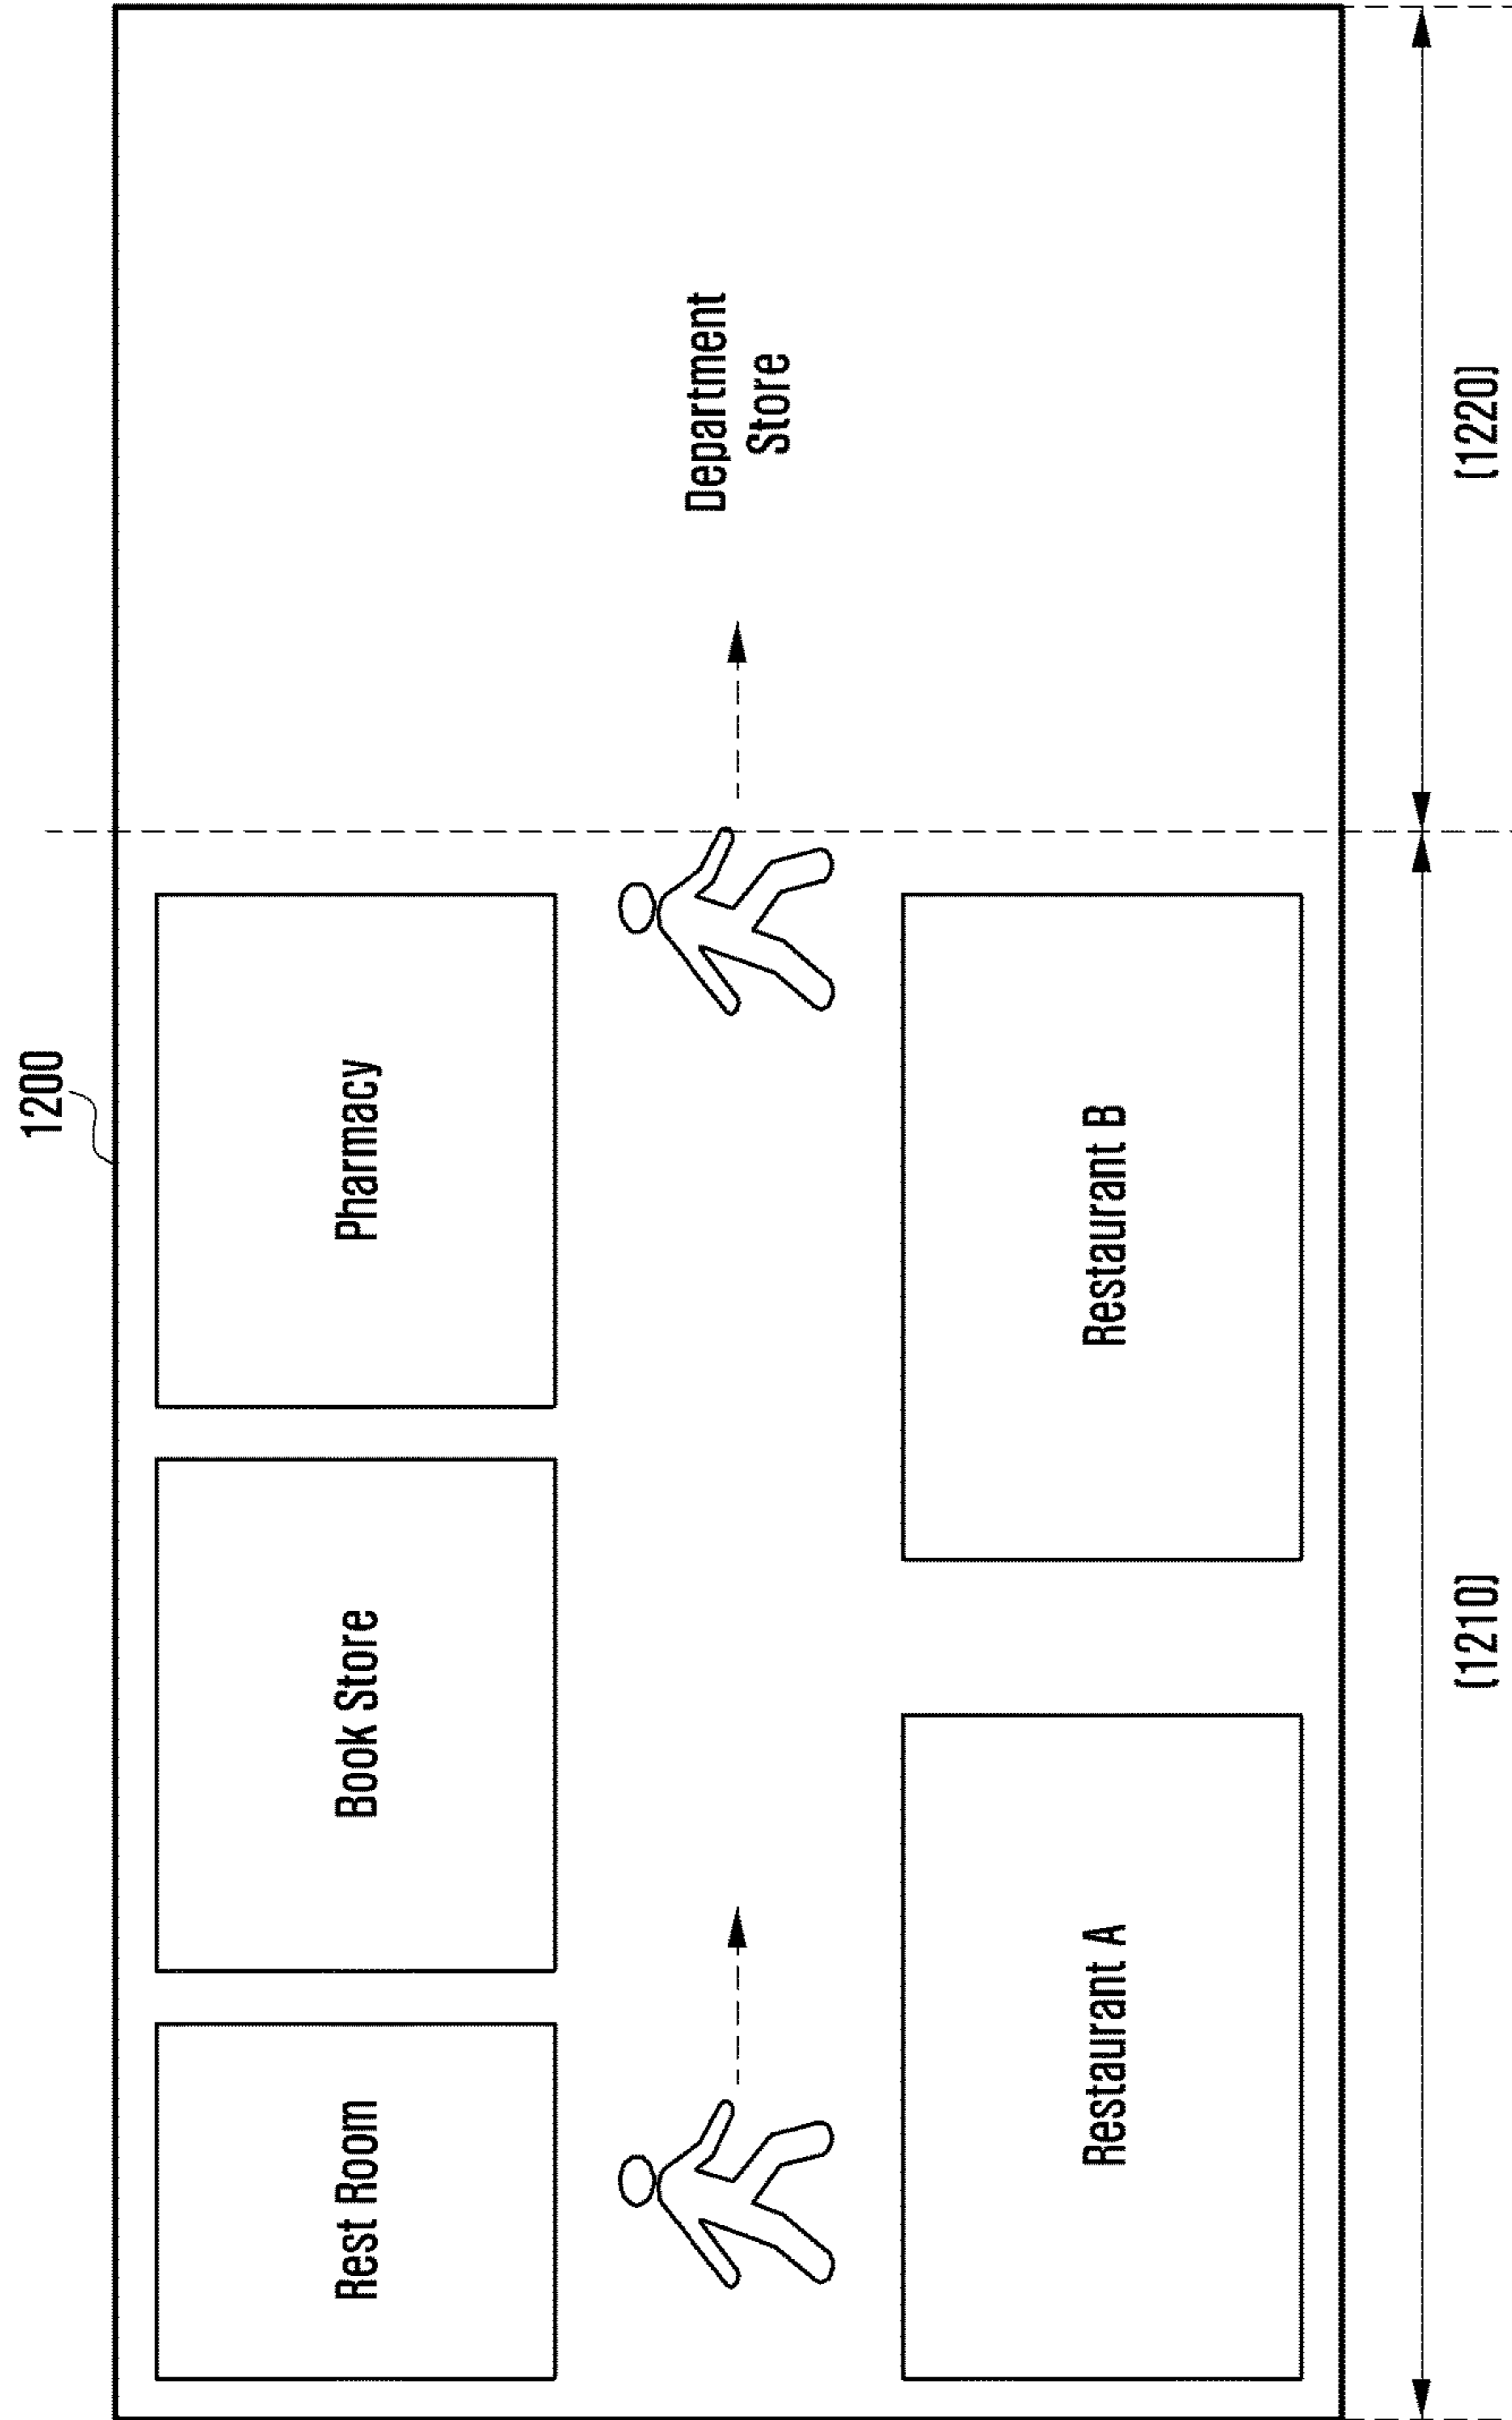 1200
Rest Room
Book Store
Pharmacy
Department
Store
Restaurant A
Restaurant B
(1210)
(1220)